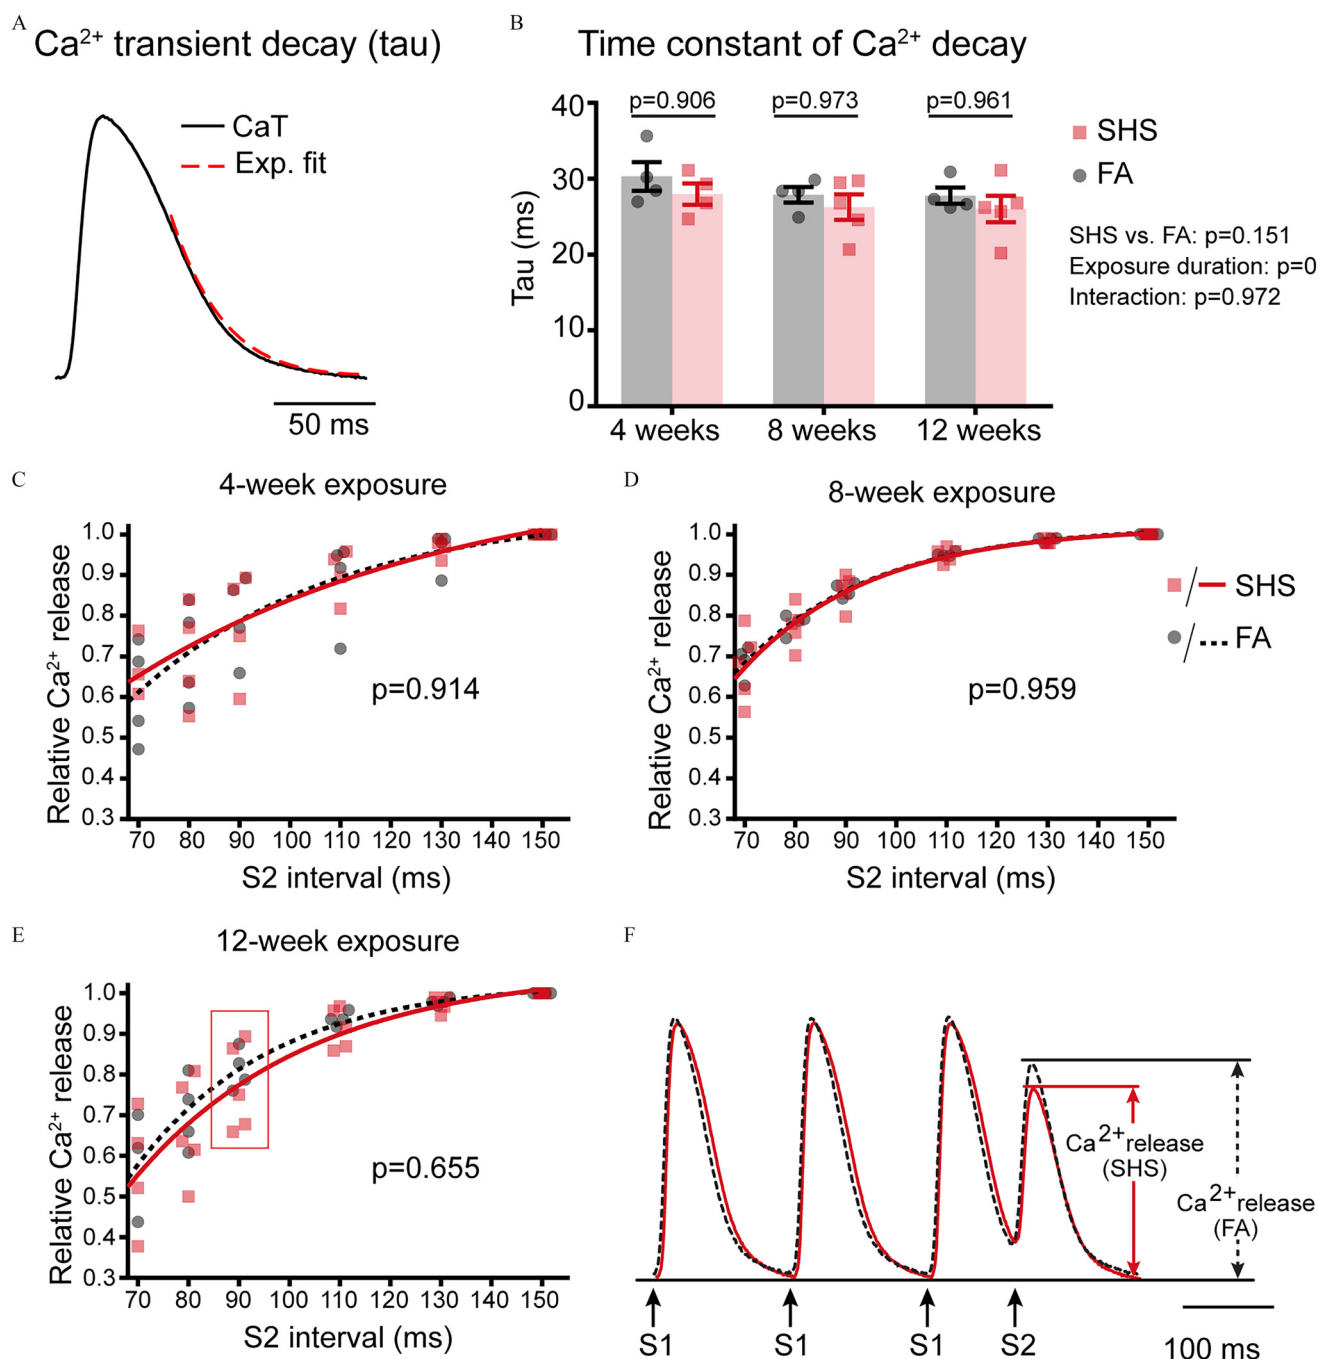 A
Ca²⁺ transient decay (tau)
CaT
Exp. fit
50 ms
B
Time constant of Ca²⁺ decay
p=0.906
p=0.973
p=0.961
40
30
20
10
0
Tau (ms)
4 weeks
8 weeks
12 weeks
SHS
FA
SHS vs. FA: p=0.151
Exposure duration: p=0
Interaction: p=0.972
C
4-week exposure
1.0
0.9
0.8
0.7
0.6
0.5
0.4
0.3
Relative Ca²⁺ release
p=0.914
70 80 90 100 110 120 130 140 150
S2 interval (ms)
D
8-week exposure
1.0
0.9
0.8
0.7
0.6
0.5
0.4
0.3
Relative Ca²⁺ release
p=0.959
70 80 90 100 110 120 130 140 150
S2 interval (ms)
/ SHS
/ FA
E
12-week exposure
1.0
0.9
0.8
0.7
0.6
0.5
0.4
0.3
Relative Ca²⁺ release
p=0.655
70 80 90 100 110 120 130 140 150
S2 interval (ms)
F
Ca²⁺ release
(SHS)
Ca²⁺ release
(FA)
S1
S1
S1
S2
100 ms